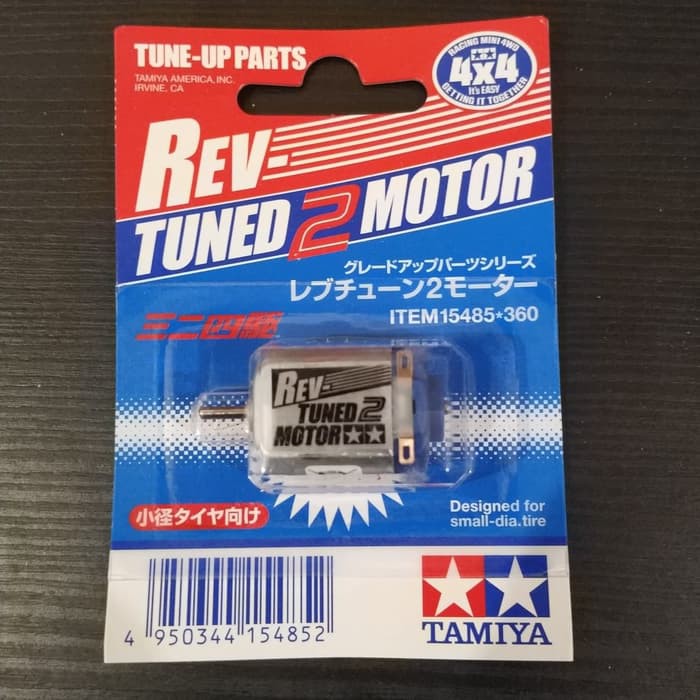 TUNE-UP PARTS
TAMIYA AMERICA, INC.
IRVINE, CA
RACING MINI 4WD
4x4
It's EASY
GETTING IT TOGETHER
REV-
TUNED 2 MOTOR
グレードアップパーツシリーズ
レブチューン2モーター
ITEM15485*360
ミニ四駆
REV-
TUNED 2
MOTOR
小径タイヤ向け
Designed for
small-dia.tire
4 950344 154852
TAMIYA